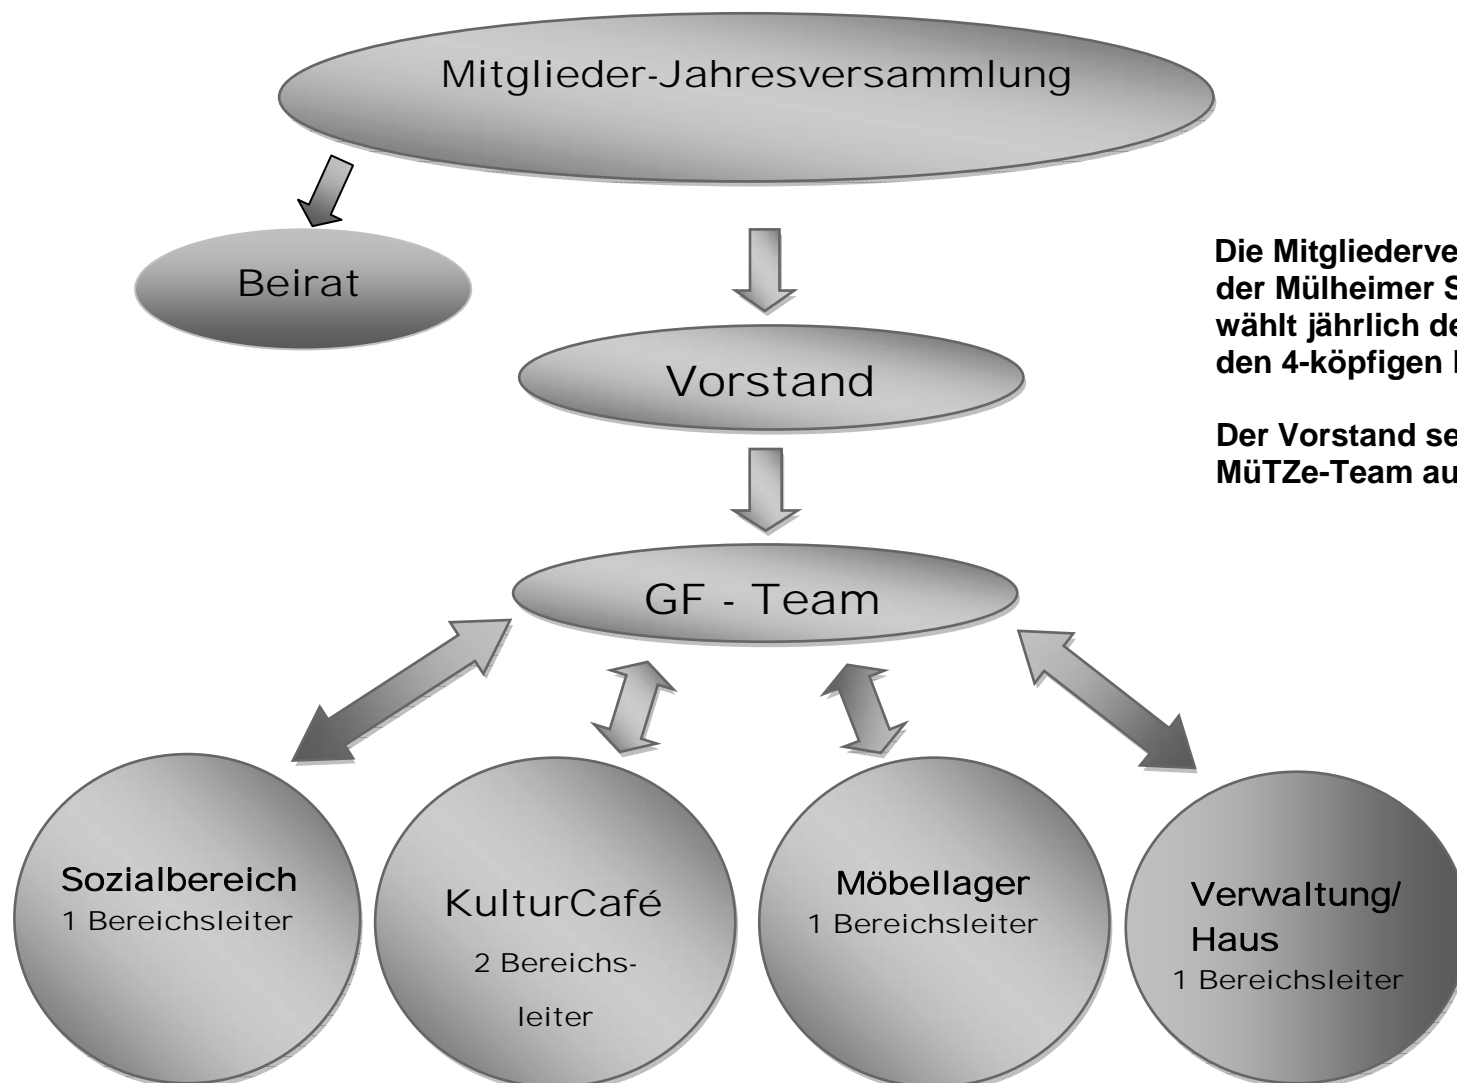 Mitglieder-Jahresversammlung
Beirat
Vorstand
Die
der Mülheimer
wählt jährlich
den 4-köpfigen
Der Vorstand
MüTZe-Team
GF - Team
Sozialbereich
1 Bereichsleiter
KulturCafé
2 Bereichs-
leiter
Möbellager
1 Bereichsleiter
Verwaltung/
Haus
1 Bereichsleiter